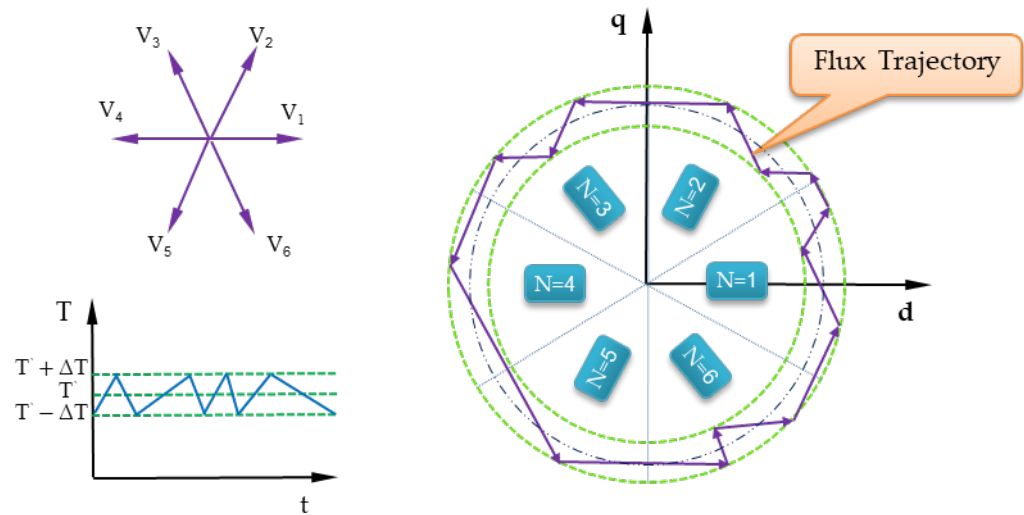 V₃
V₂
V₄
V₁
V₅
V₆
T
T` + ΔT
T`
T` − ΔT
t
q
Flux Trajectory
N=3
N=2
N=4
N=1
N=5
N=6
d